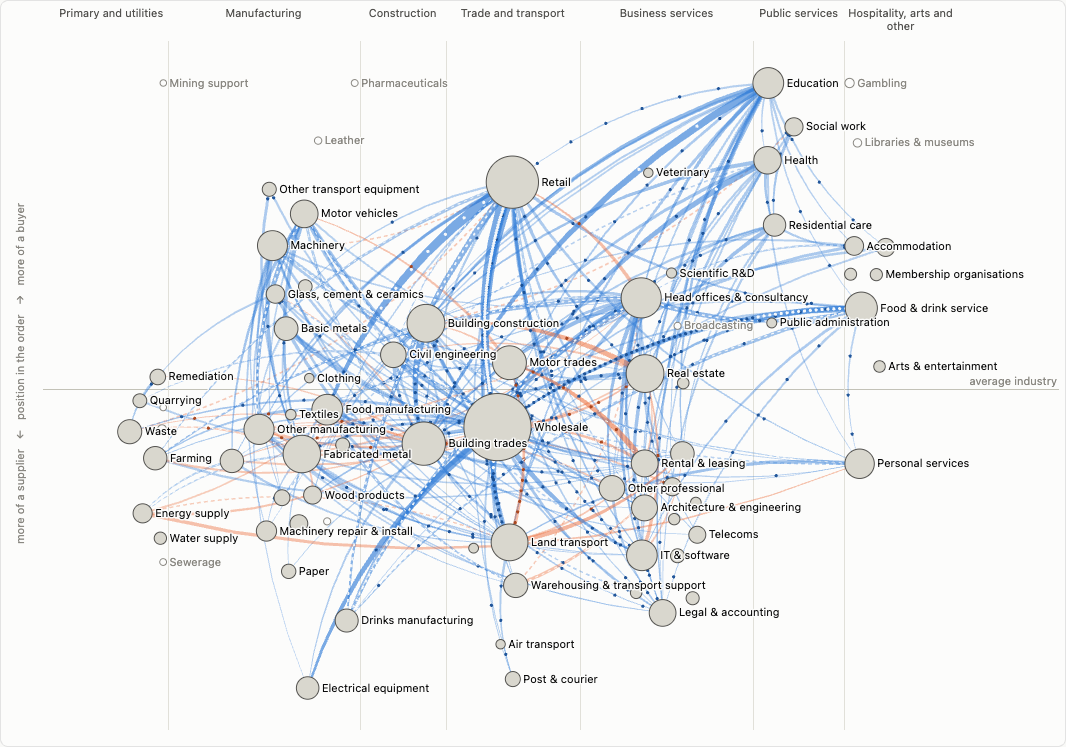 Primary and utilities
Manufacturing
Construction
Trade and transport
Business services
Public services
Hospitality, arts and
other
more of a supplier ← position in the order → more of a buyer
Mining support
Pharmaceuticals
Education
Gambling
Social work
Leather
Libraries & museums
Health
Veterinary
Retail
Other transport equipment
Motor vehicles
Residential care
Machinery
Accommodation
Scientific R&D
Membership organisations
Glass, cement & ceramics
Head offices & consultancy
Food & drink service
Building construction
Broadcasting
Public administration
Basic metals
Civil engineering
Motor trades
Arts & entertainment
Real estate
Remediation
Clothing
average industry
Quarrying
Food manufacturing
Textiles
Waste
Other manufacturing
Wholesale
Building trades
Farming
Fabricated metal
Rental & leasing
Personal services
Other professional
Wood products
Architecture & engineering
Energy supply
Machinery repair & install
Telecoms
Water supply
Land transport
IT & software
Sewerage
Paper
Warehousing & transport support
Legal & accounting
Drinks manufacturing
Air transport
Post & courier
Electrical equipment